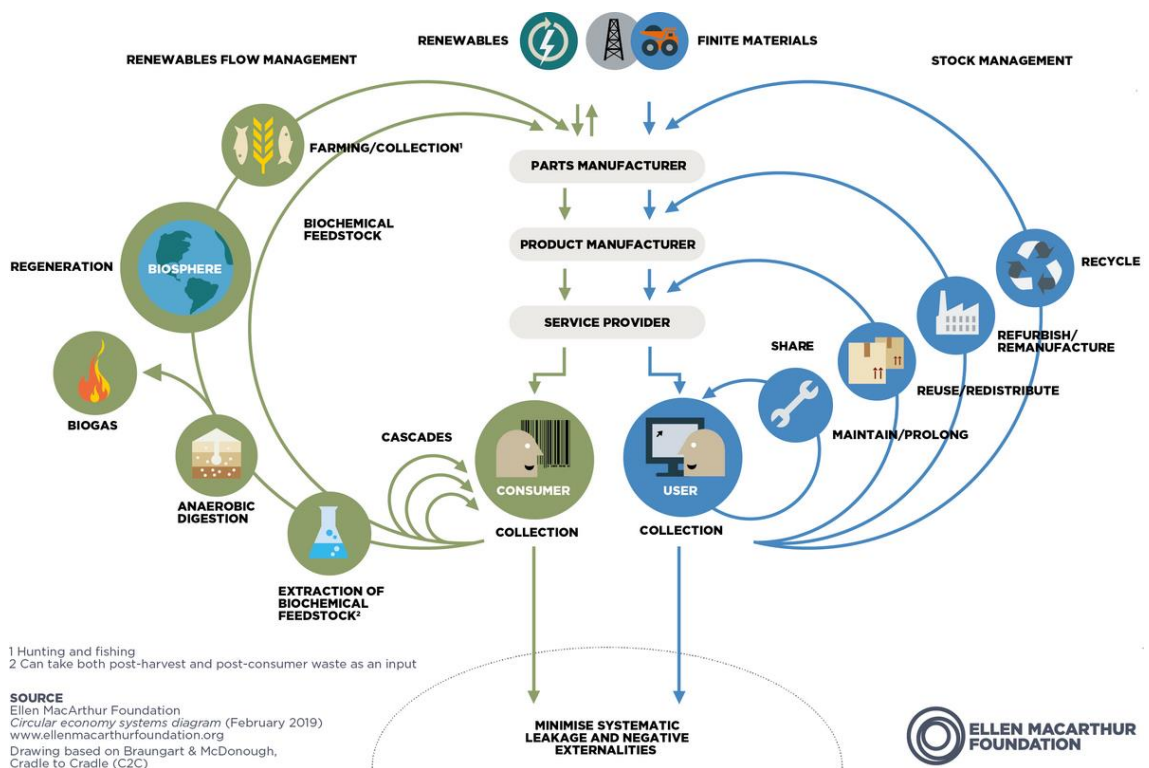 RENEWABLES
FINITE MATERIALS
RENEWABLES FLOW MANAGEMENT
STOCK MANAGEMENT
FARMING/COLLECTION¹
PARTS MANUFACTURER
BIOCHEMICAL
FEEDSTOCK
PRODUCT MANUFACTURER
REGENERATION
BIOSPHERE
RECYCLE
SERVICE PROVIDER
SHARE
REFURBISH/
REMANUFACTURE
REUSE/REDISTRIBUTE
BIOGAS
CASCADES
MAINTAIN/PROLONG
CONSUMER
USER
ANAEROBIC
DIGESTION
COLLECTION
COLLECTION
EXTRACTION OF
BIOCHEMICAL
FEEDSTOCK²
1 Hunting and fishing
2 Can take both post-harvest and post-consumer waste as an input
SOURCE
Ellen MacArthur Foundation
Circular economy systems diagram (February 2019)
www.ellenmacarthurfoundation.org
Drawing based on Braungart & McDonough,
Cradle to Cradle (C2C)
MINIMISE SYSTEMATIC
LEAKAGE AND NEGATIVE
EXTERNALITIES
ELLEN MACARTHUR
FOUNDATION